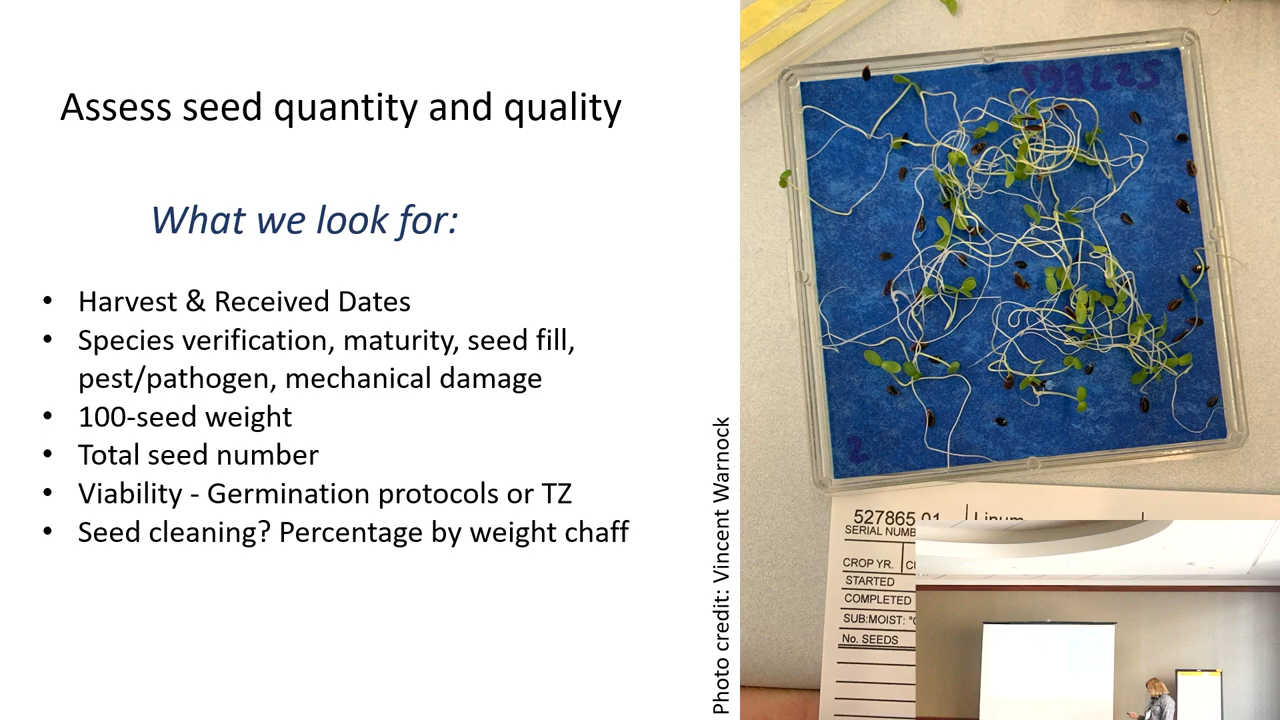 Assess seed quantity and quality
What we look for:
• Harvest & Received Dates
• Species verification, maturity, seed fill,
pest/pathogen, mechanical damage
• 100-seed weight
• Total seed number
• Viability - Germination protocols or TZ
• Seed cleaning? Percentage by weight chaff
Photo credit: Vincent Warnock
2
527865 01
SERIAL NUMB
CROP YR.
STARTED
COMPLETED
SUB:MOIST:
No. SEEDS